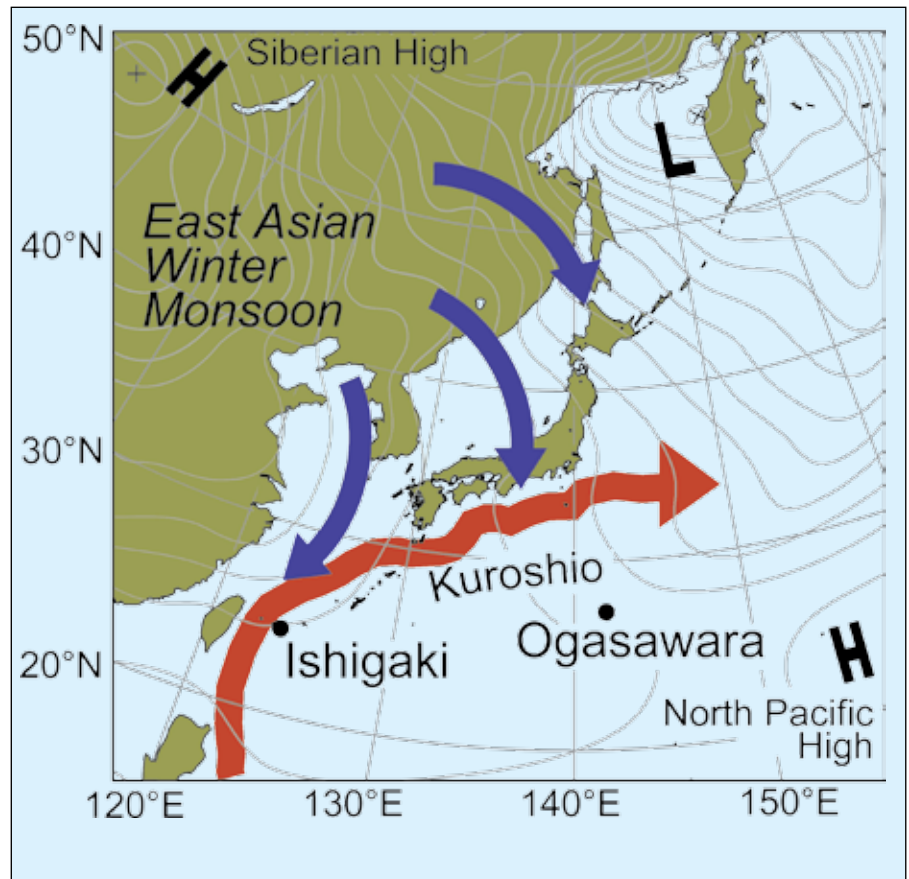 50°N
H
Siberian High
L
East Asian
Winter
Monsoon
40°N
30°N
Kuroshio
Ogasawara
Ishigaki
H
20°N
North Pacific
High
120°E
130°E
140°E
150°E